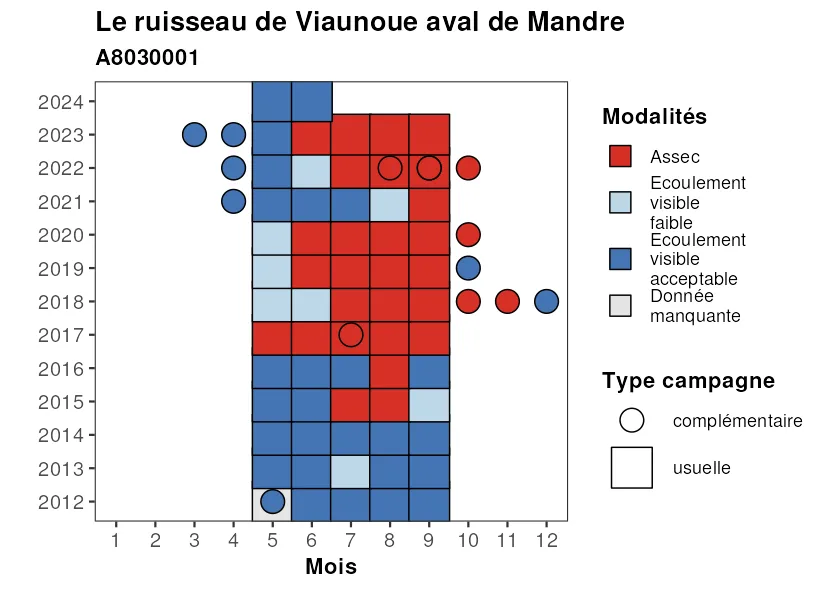 Le ruisseau de Viaunoue aval de Mandre
A8030001
2024
2023
2022
2021
2020
2019
2018
2017
2016
2015
2014
2013
2012
1 2 3 4 5 6 7 8 9 10 11 12
Mois
Modalités
Assec
Ecoulement
visible
faible
Ecoulement
visible
acceptable
Donnée
manquante
Type campagne
complémentaire
usuelle